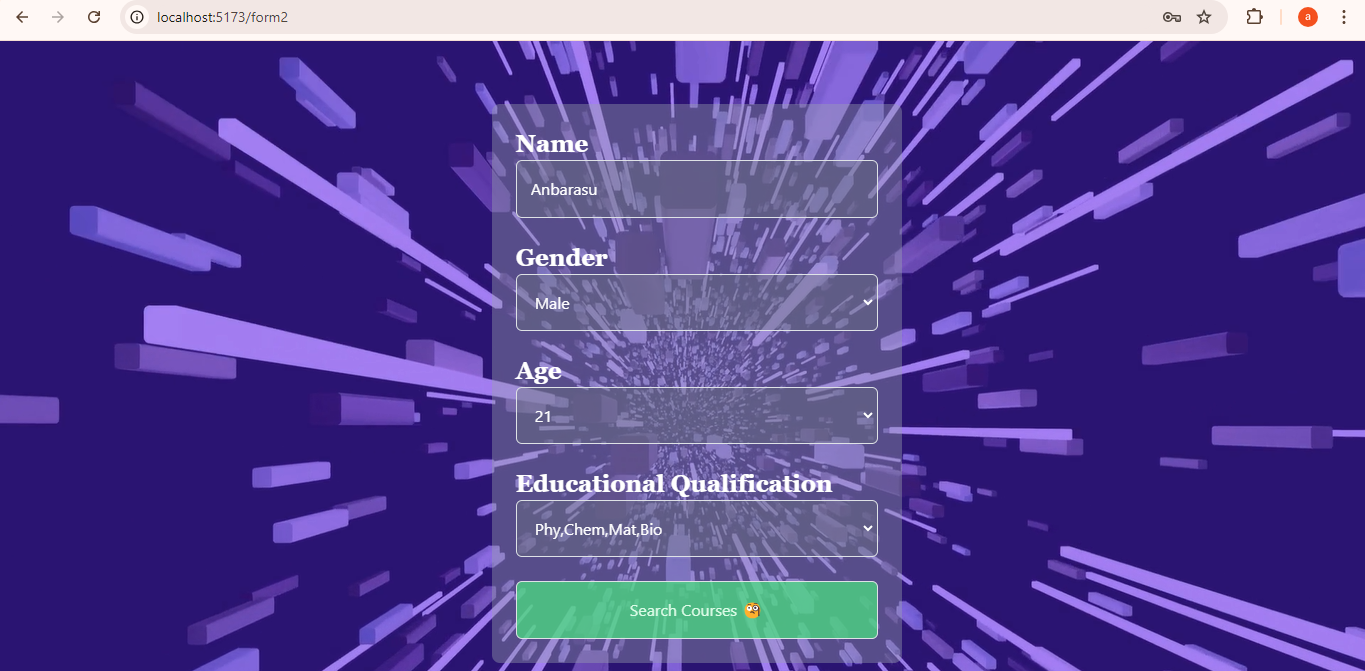 localhost:5173/form2
a
Name
Anbarasu
Gender
Male
Age
21
Educational Qualification
Phy,Chem,Mat,Bio
Search Courses